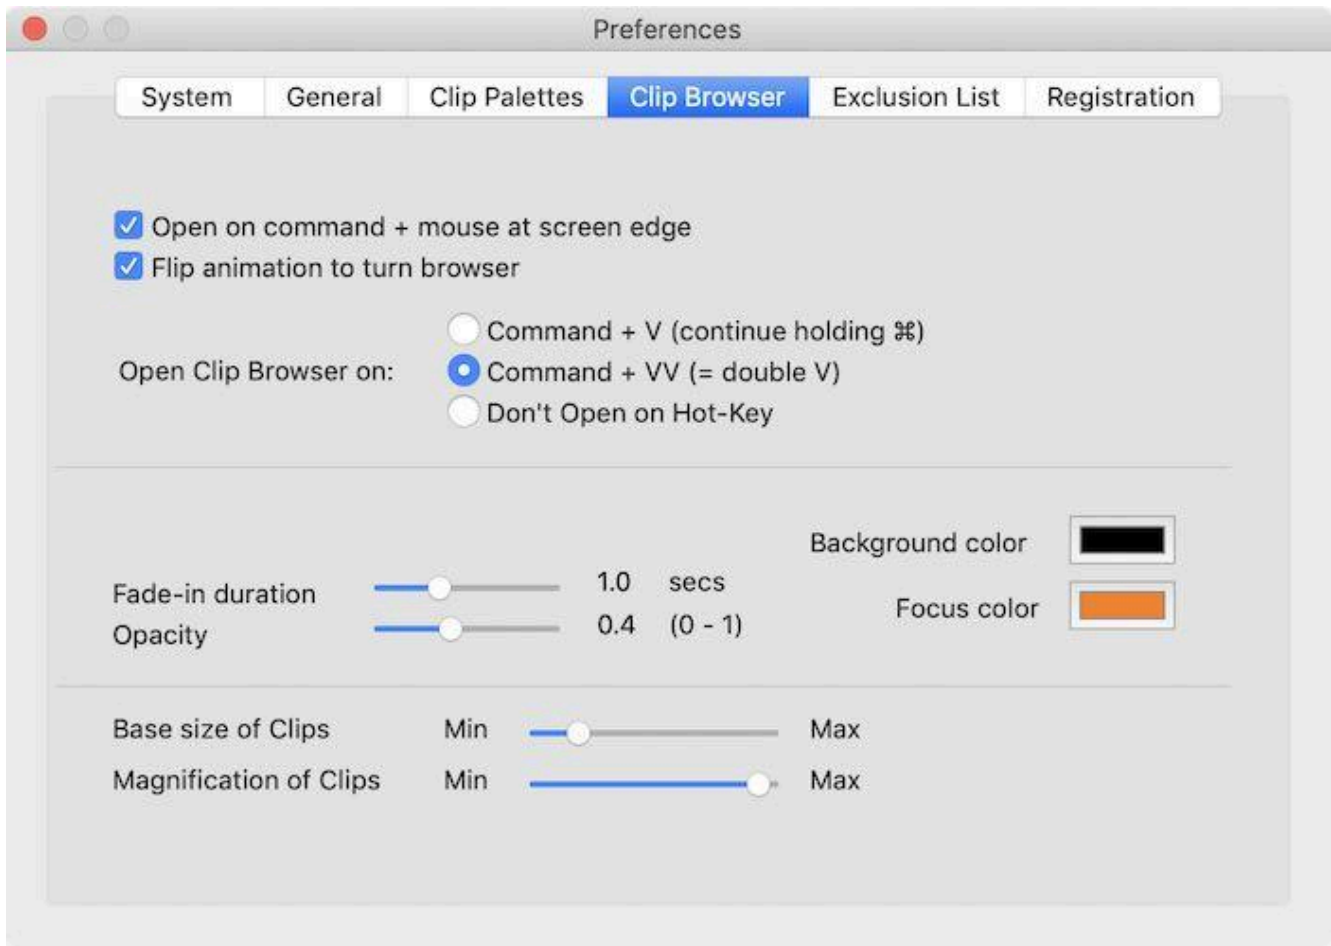 Preferences
System General Clip Palettes Clip Browser Exclusion List Registration
Open on command + mouse at screen edge
Flip animation to turn browser
Open Clip Browser on:
Command + V (continue holding ⌘)
Command + VV (= double V)
Don't Open on Hot-Key
Background color
Fade-in duration 1.0 secs
Focus color
Opacity 0.4 (0 - 1)
Base size of Clips Min Max
Magnification of Clips Min Max